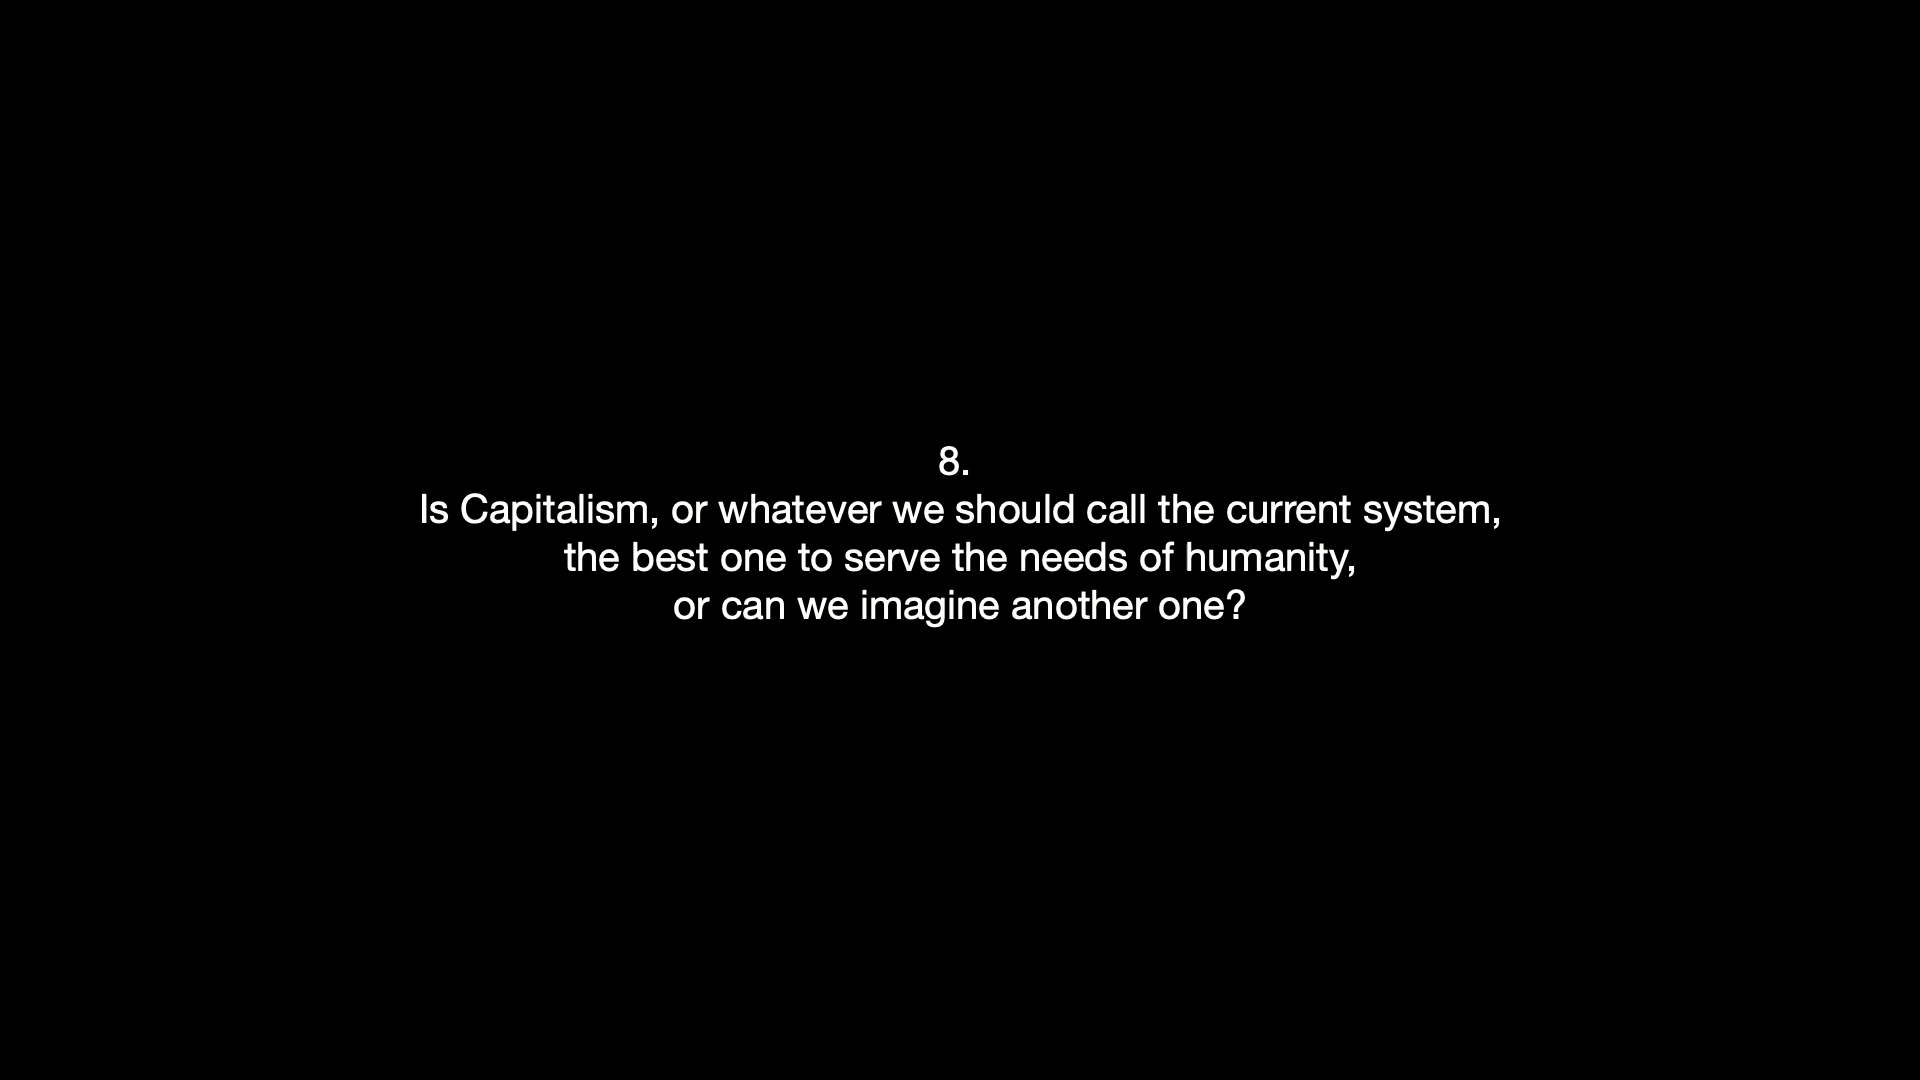 8.
Is Capitalism, or whatever we should call the current system,
the best one to serve the needs of humanity,
or can we imagine another one?